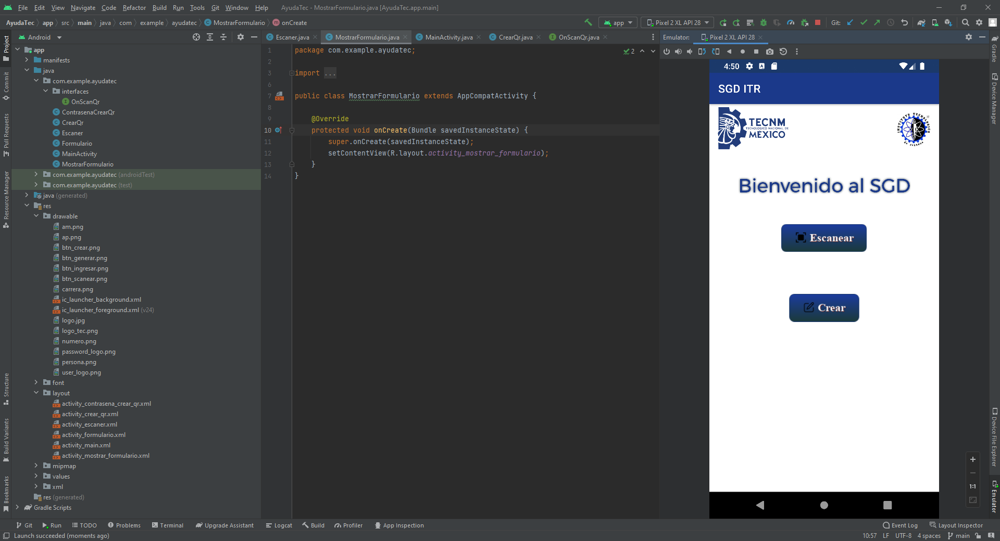 File Edit View Navigate Code Refactor Build Run Tools Git Window Help AyudaTec - MostrarFormulario.java [AyudaTec.app.main]
AyudaTec app src main java com example ayudatec MostrarFormulario onCreate app Pixel 2 XL API 28 Git:
Android
Escaner.java MostrarFormulario.java MainActivity.java CrearQr.java OnScanQr.java
Emulator: Pixel 2 XL API 28
Project
Commit
Pull Requests
Resource Manager
Structure
Build Variants
Bookmarks
app
manifests
java
com.example.ayudatec
interfaces
OnScanQr
ContrasenaCrearQr
CrearQr
Escaner
Formulario
MainActivity
MostrarFormulario
com.example.ayudatec (androidTest)
com.example.ayudatec (test)
java (generated)
res
drawable
am.png
ap.png
btn_crear.png
btn_generar.png
btn_ingresar.png
btn_scanear.png
carrera.png
ic_launcher_background.xml
ic_launcher_foreground.xml (v24)
logo.jpg
logo_tec.png
numero.png
password_logo.png
persona.png
user_logo.png
font
layout
activity_contrasena_crear_qr.xml
activity_crear_qr.xml
activity_escaner.xml
activity_formulario.xml
activity_main.xml
activity_mostrar_formulario.xml
mipmap
values
xml
res (generated)
Gradle Scripts
1 package com.example.ayudatec;
2
3 import ...
6
7 public class MostrarFormulario extends AppCompatActivity {
8
9 @Override
10 protected void onCreate(Bundle savedInstanceState) {
11 super.onCreate(savedInstanceState);
12 setContentView(R.layout.activity_mostrar_formulario);
13 }
14 }
2
4:50
SGD ITR
TECNM
TECNOLÓGICO NACIONAL DE
MEXICO
INSTITUTO TECNOLOGICO
Bienvenido al SGD
Escanear
Crear
1:1
Gradle
Device Manager
Device File Explorer
Emulator
Git Run TODO Problems Terminal Upgrade Assistant Logcat Build Profiler App Inspection Event Log Layout Inspector
Launch succeeded (moments ago) 10:57 LF UTF-8 4 spaces main